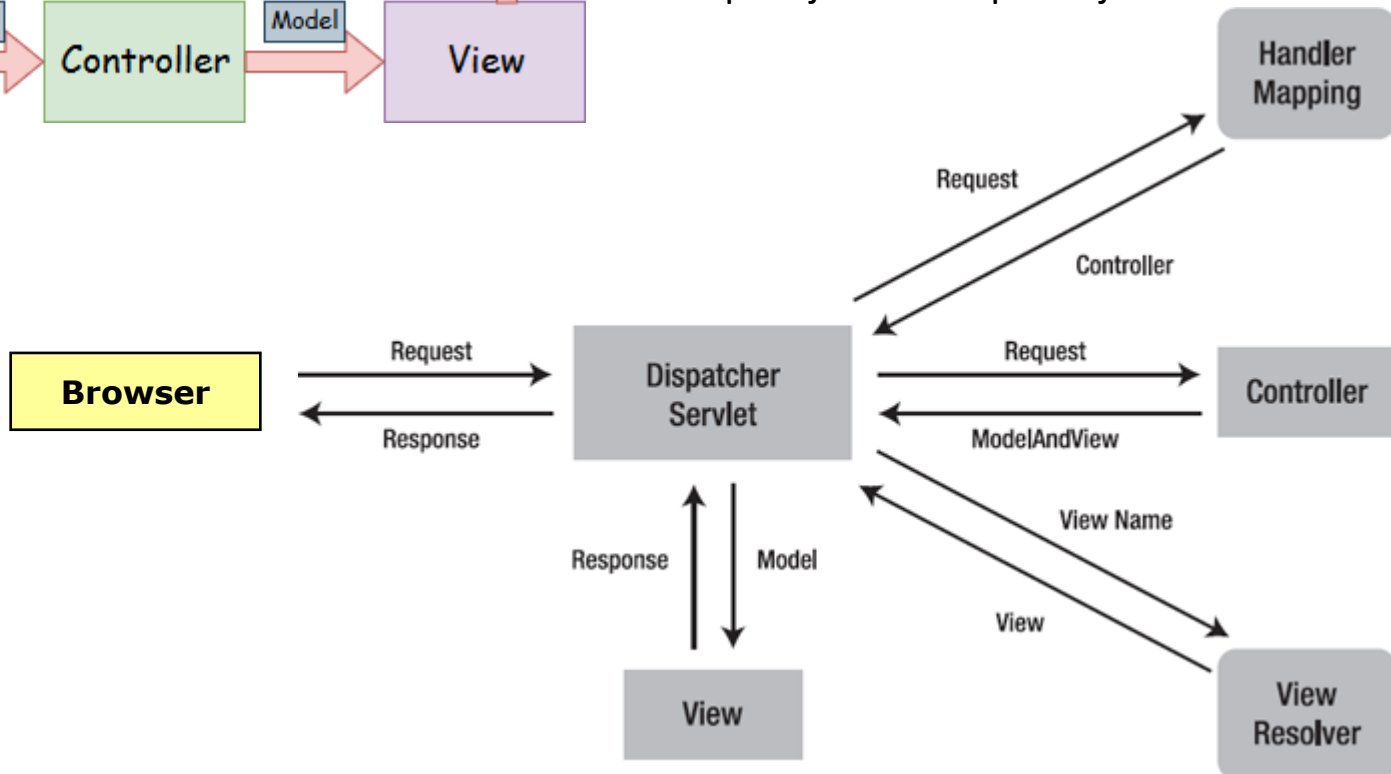 Model
Controller
View
Handler
Mapping
Request
Controller
Browser
Request
Response
Dispatcher
Servlet
Request
ModelAndView
Controller
View Name
View
Response
Model
View
View
Resolver